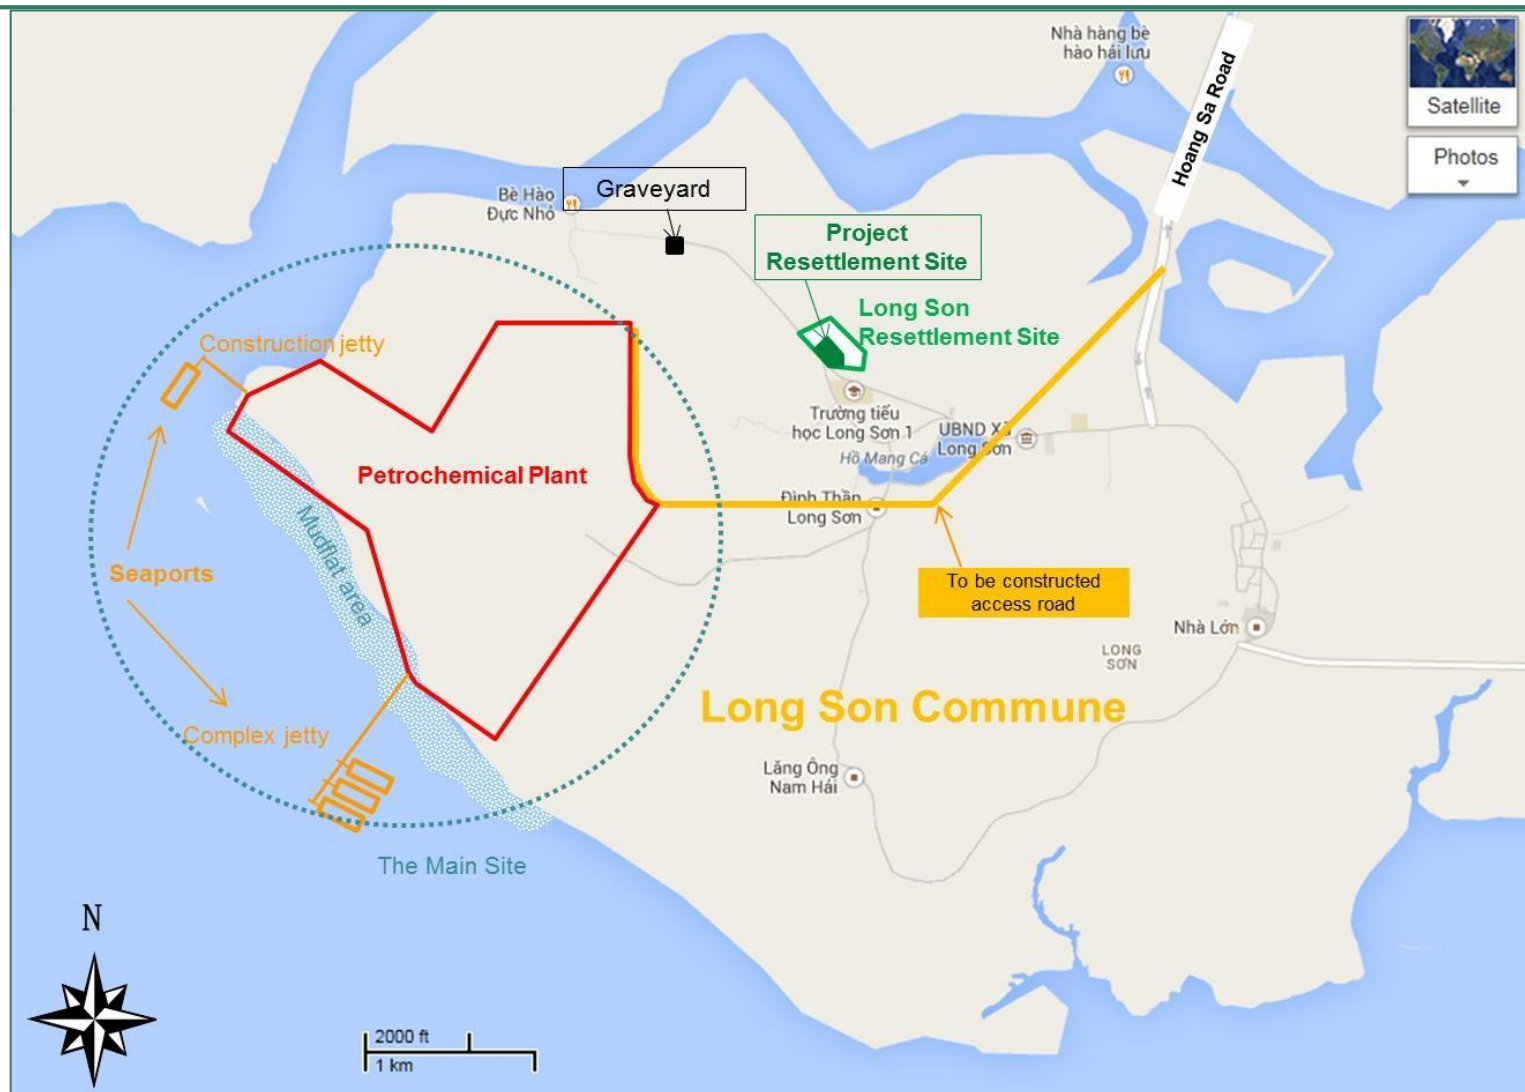 Nhà hàng bè
hào hải lưu
Hoang Sa Road
Satellite
Photos
Bè Hào
Đực Nhỏ
Graveyard
Project
Resettlement Site
Long Son
Resettlement Site
Construction jetty
Trường tiểu
học Long Sơn 1
UBND Xã
Long Sơn
Hồ Mang Cá
Petrochemical Plant
Đình Thần
Long Sơn
Mudflat area
Seaports
To be constructed
access road
Nhà Lớn
LONG
SƠN
Long Son Commune
Complex jetty
Lăng Ông
Nam Hải
The Main Site
N
2000 ft
1 km